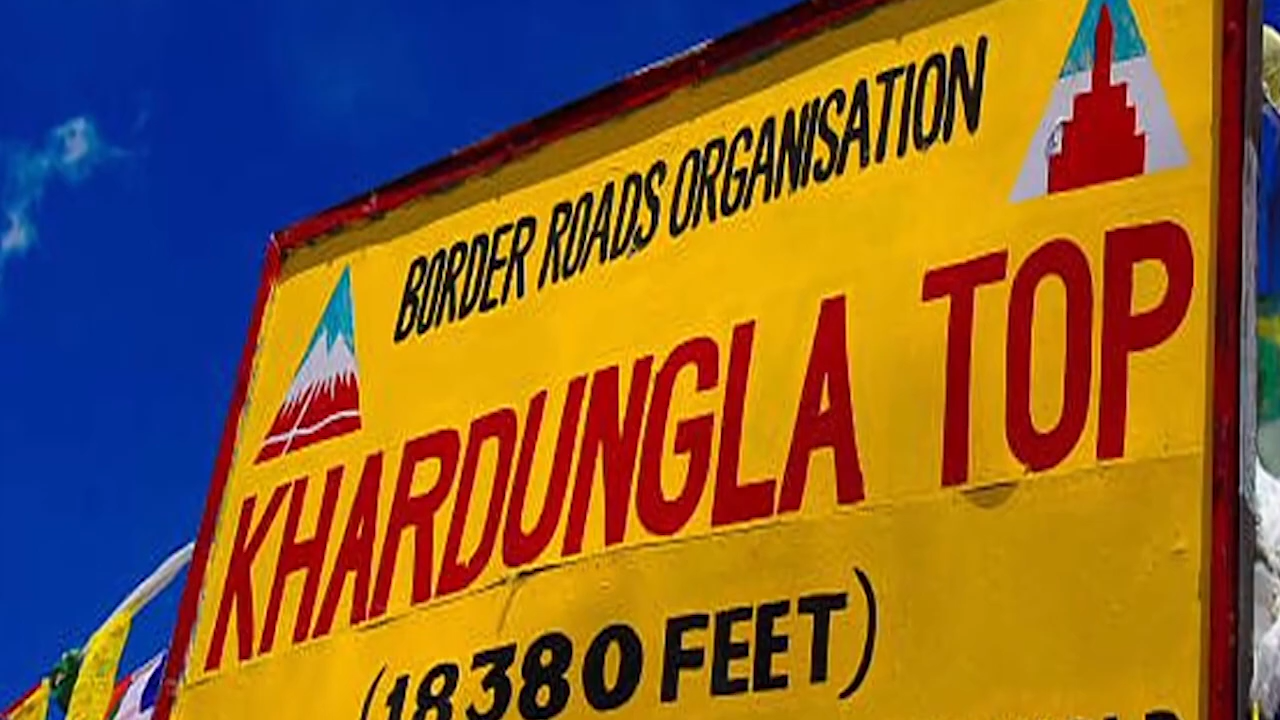 BORDER ROADS ORGANISATION
KHARDUNGLA TOP
(18380 FEET)